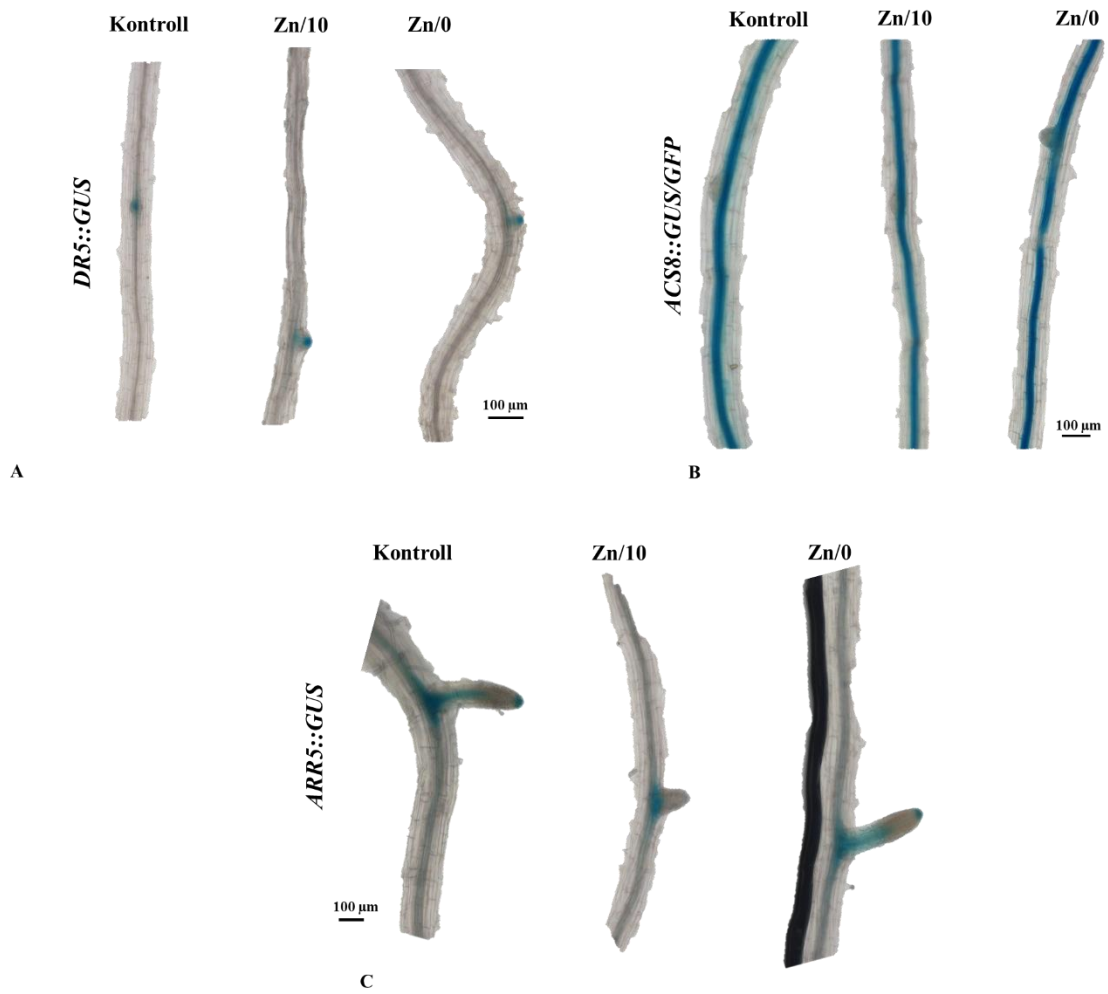 Kontroll Zn/10 Zn/0
DR5::GUS
100 µm
A
Kontroll Zn/10 Zn/0
ACS8::GUS/GFP
100 µm
B
Kontroll Zn/10 Zn/0
ARR5::GUS
100 µm
C